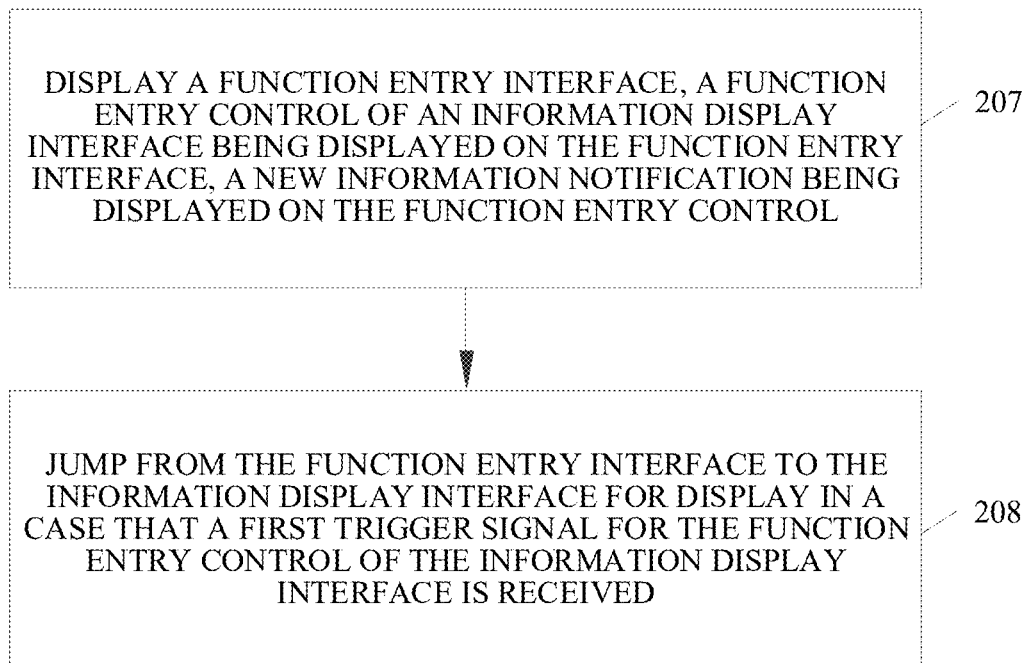 DISPLAY A FUNCTION ENTRY INTERFACE, A FUNCTION
ENTRY CONTROL OF AN INFORMATION DISPLAY
INTERFACE BEING DISPLAYED ON THE FUNCTION ENTRY
INTERFACE, A NEW INFORMATION NOTIFICATION BEING
DISPLAYED ON THE FUNCTION ENTRY CONTROL
207
JUMP FROM THE FUNCTION ENTRY INTERFACE TO THE
INFORMATION DISPLAY INTERFACE FOR DISPLAY IN A
CASE THAT A FIRST TRIGGER SIGNAL FOR THE FUNCTION
ENTRY CONTROL OF THE INFORMATION DISPLAY
INTERFACE IS RECEIVED
208